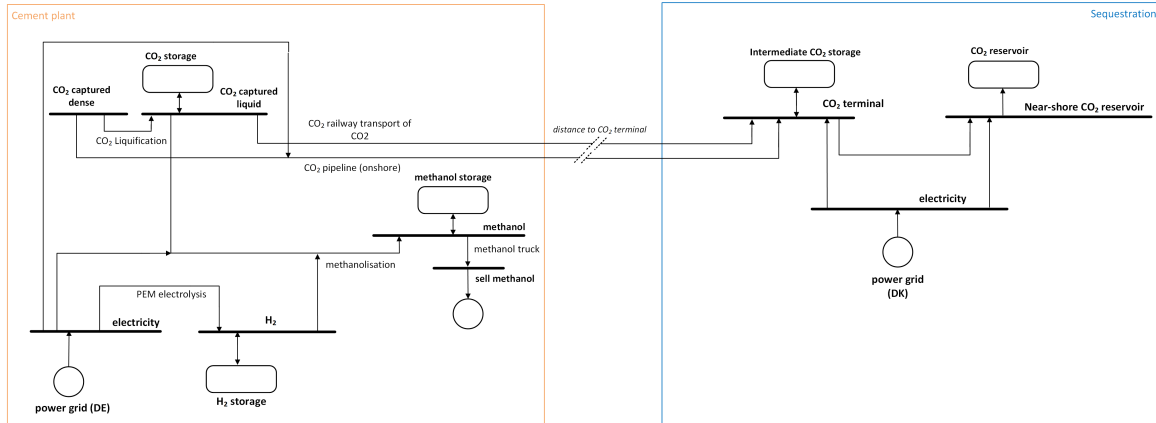 Cement plant
Sequestration
CO₂ storage
CO₂ captured
dense
CO₂ captured
liquid
CO₂ Liquification
CO₂ railway transport of
CO2
CO₂ pipeline (onshore)
distance to CO₂ terminal
methanol storage
methanol
methanol truck
methanolisation
sell methanol
PEM electrolysis
electricity
H₂
power grid (DE)
H₂ storage
Intermediate CO₂ storage
CO₂ terminal
CO₂ reservoir
Near-shore CO₂ reservoir
electricity
power grid
(DK)